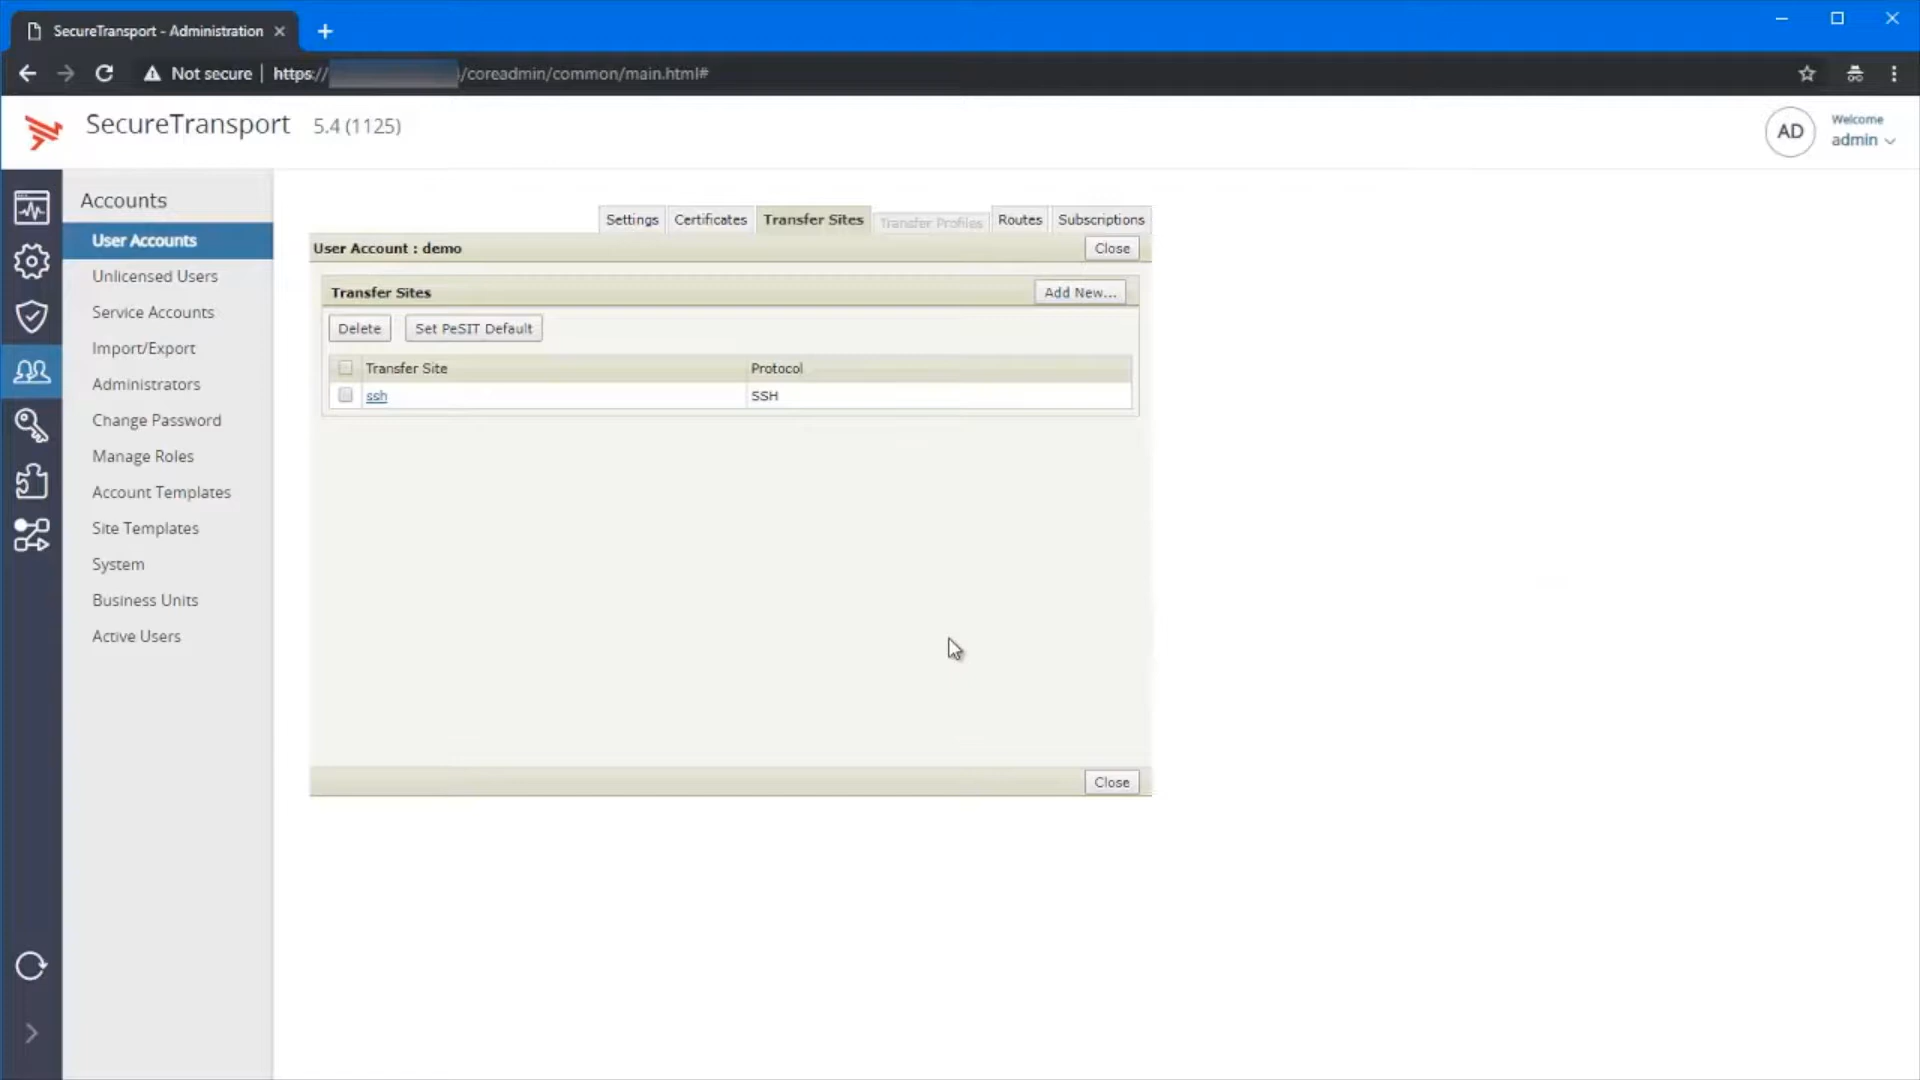 SecureTransport - Administration
Not secure
https://
/coreadmin/common/main.html#
SecureTransport 5.4 (1125)
AD
Welcome
admin
Accounts
User Accounts
Unlicensed Users
Service Accounts
Import/Export
Administrators
Change Password
Manage Roles
Account Templates
Site Templates
System
Business Units
Active Users
Settings Certificates Transfer Sites Transfer Profiles Routes Subscriptions
User Account : demo
Close
Transfer Sites
Add New...
Delete Set PeSIT Default
Transfer Site Protocol
ssh SSH
Close